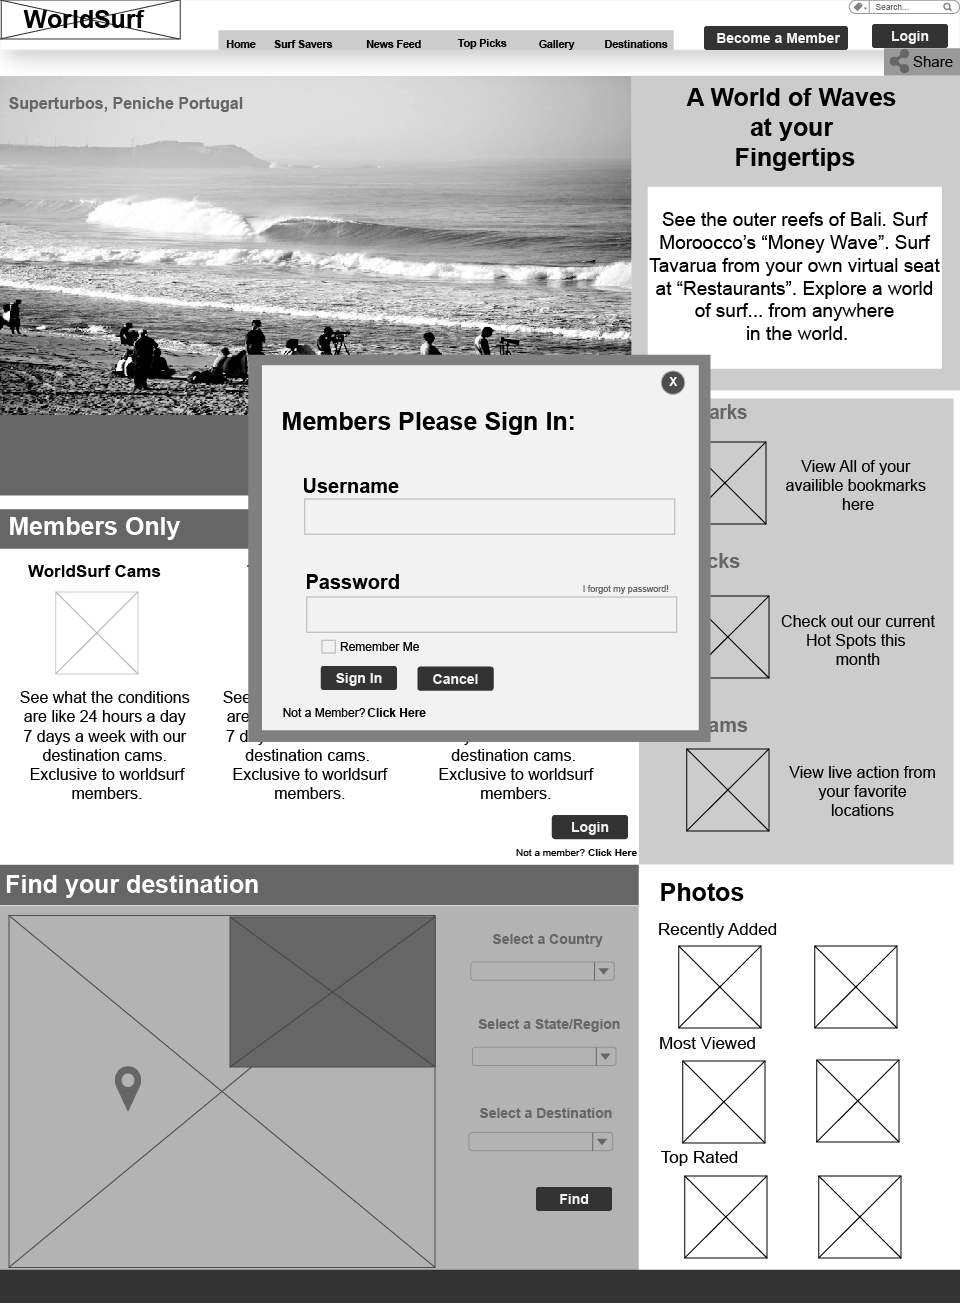 WorldSurf
Home
Surf Savers
News Feed
Top Picks
Gallery
Destinations
Search...
Become a Member
Login
Share
Superturbos, Peniche Portugal
A World of Waves
at your
Fingertips
See the outer reefs of Bali. Surf
Moroocco’s “Money Wave”. Surf
Tavarua from your own virtual seat
at “Restaurants”. Explore a world
of surf... from anywhere
in the world.
X
Members Please Sign In:
Username
Password
I forgot my password!
Remember Me
Sign In
Cancel
Not a Member? Click Here
arks
View All of your
availible bookmarks
here
cks
Check out our current
Hot Spots this
month
ams
View live action from
your favorite
locations
Members Only
WorldSurf Cams
See what the conditions
are like 24 hours a day
7 days a week with our
destination cams.
Exclusive to worldsurf
members.
See
are
7 d
destination cams.
Exclusive to worldsurf
members.
destination cams.
Exclusive to worldsurf
members.
Login
Not a member? Click Here
Find your destination
Select a Country
Select a State/Region
Select a Destination
Find
Photos
Recently Added
Most Viewed
Top Rated